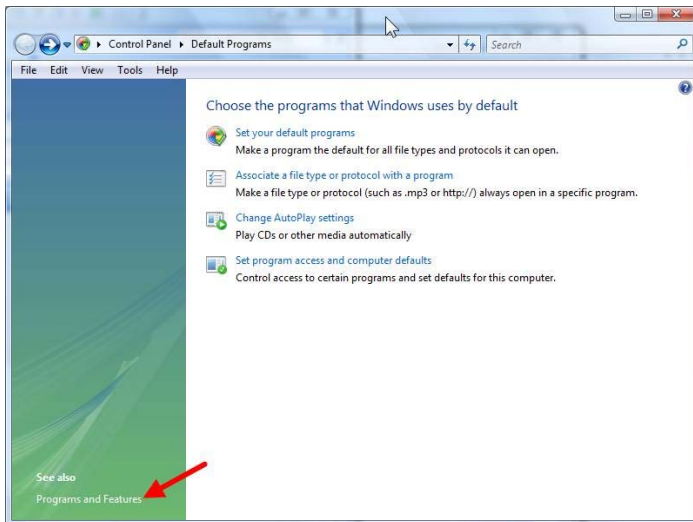 Control Panel Default Programs
Search
File Edit View Tools Help
Choose the programs that Windows uses by default
Set your default programs
Make a program the default for all file types and protocols it can open.
Associate a file type or protocol with a program
Make a file type or protocol (such as .mp3 or http://) always open in a specific program.
Change AutoPlay settings
Play CDs or other media automatically
Set program access and computer defaults
Control access to certain programs and set defaults for this computer.
See also
Programs and Features